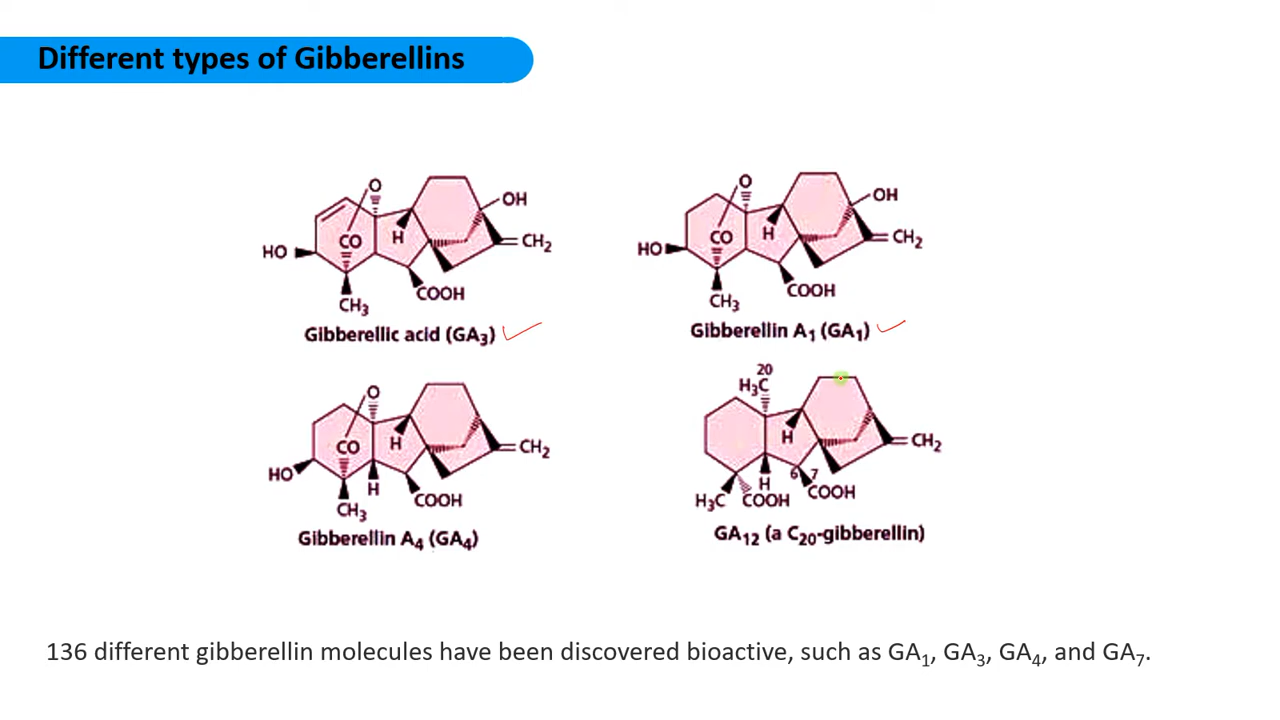 Different types of Gibberellins
O
OH
HO
CO
H
CH₂
COOH
CH₃
Gibberellic acid (GA₃)
O
OH
HO
CO
H
CH₂
COOH
CH₃
Gibberellin A₁ (GA₁)
O
CO
H
CH₂
HO
H
COOH
CH₃
Gibberellin A₄ (GA₄)
20
H₃C
H
CH₂
H
6
7
H₃C
COOH
COOH
GA₁₂ (a C₂₀-gibberellin)
136 different gibberellin molecules have been discovered bioactive, such as GA₁, GA₃, GA₄, and GA₇.